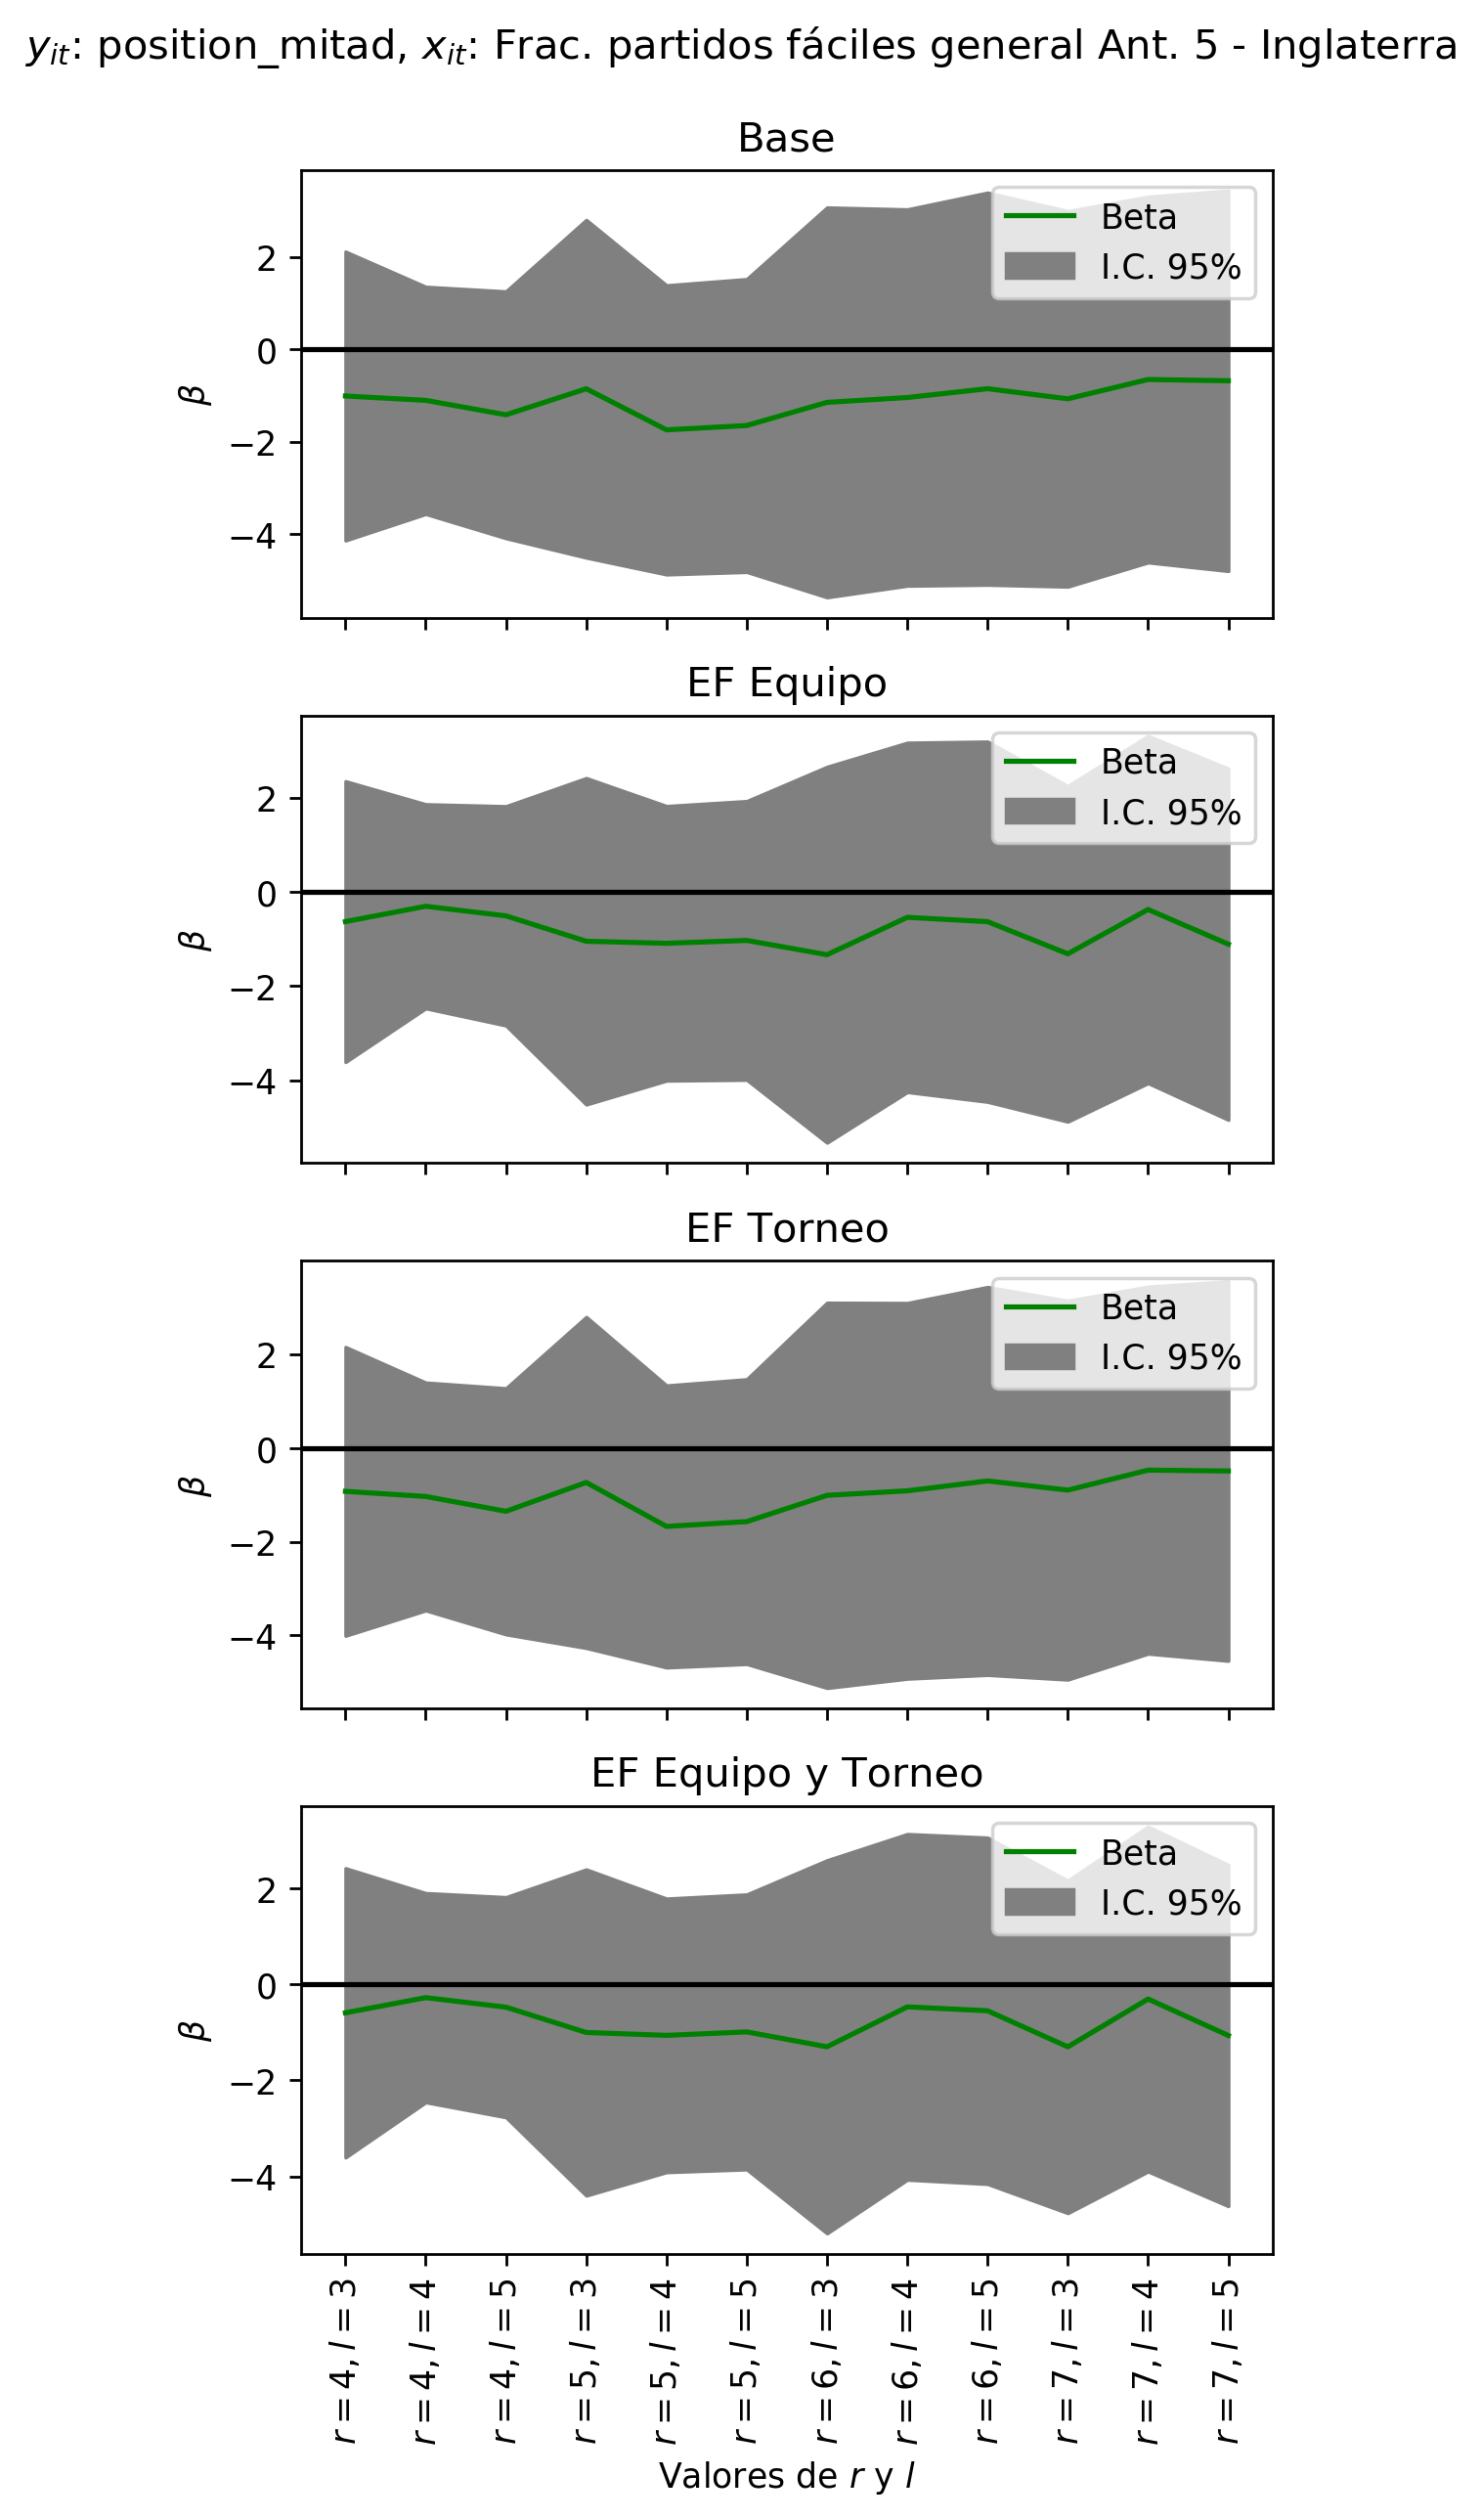 y_it: position_mitad, x_it: Frac. partidos fáciles general Ant. 5 - Inglaterra
Base
Beta
I.C. 95%
2
0
−2
−4
β
EF Equipo
Beta
I.C. 95%
2
0
−2
−4
β
EF Torneo
Beta
I.C. 95%
2
0
−2
−4
β
EF Equipo y Torneo
Beta
I.C. 95%
2
0
−2
−4
β
r = 4, l = 3
r = 4, l = 4
r = 4, l = 5
r = 5, l = 3
r = 5, l = 4
r = 5, l = 5
r = 6, l = 3
r = 6, l = 4
r = 6, l = 5
r = 7, l = 3
r = 7, l = 4
r = 7, l = 5
Valores de r y l